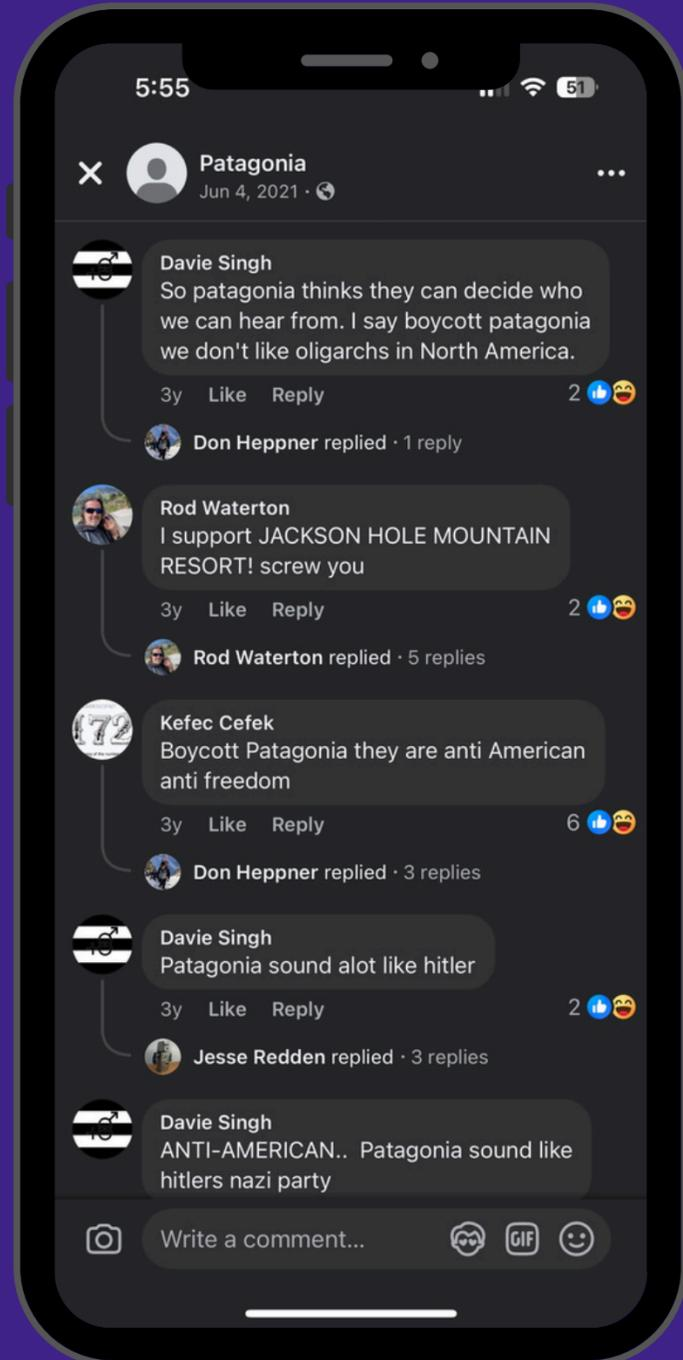 5:55
51
Patagonia
Jun 4, 2021 ·
Davie Singh
So patagonia thinks they can decide who
we can hear from. I say boycott patagonia
we don't like oligarchs in North America.
3y Like Reply
2
Don Heppner replied · 1 reply
Rod Waterton
I support JACKSON HOLE MOUNTAIN
RESORT! screw you
3y Like Reply
2
Rod Waterton replied · 5 replies
172
Kefec Cefek
Boycott Patagonia they are anti American
anti freedom
3y Like Reply
6
Don Heppner replied · 3 replies
Davie Singh
Patagonia sound alot like hitler
3y Like Reply
2
Jesse Redden replied · 3 replies
Davie Singh
ANTI-AMERICAN.. Patagonia sound like
hitlers nazi party
Write a comment...
GIF